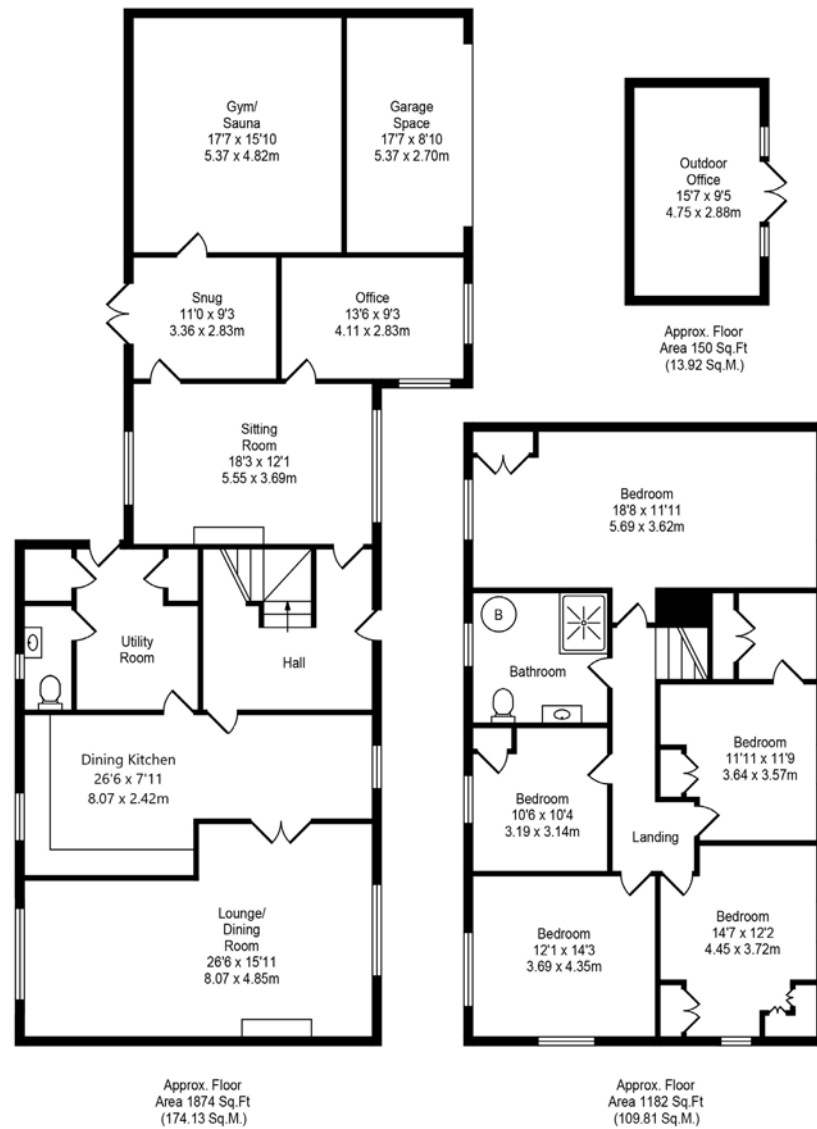 Gym/
Sauna
17'7 x 15'10
5.37 x 4.82m
Garage
Space
17'7 x 8'10
5.37 x 2.70m
Outdoor
Office
15'7 x 9'5
4.75 x 2.88m
Approx. Floor
Area 150 Sq.Ft
(13.92 Sq.M.)
Snug
11'0 x 9'3
3.36 x 2.83m
Office
13'6 x 9'3
4.11 x 2.83m
Sitting
Room
18'3 x 12'1
5.55 x 3.69m
Utility
Room
Hall
Dining Kitchen
26'6 x 7'11
8.07 x 2.42m
Lounge/
Dining
Room
26'6 x 15'11
8.07 x 4.85m
Approx. Floor
Area 1874 Sq.Ft
(174.13 Sq.M.)
Bedroom
18'8 x 11'11
5.69 x 3.62m
B
Bathroom
Bedroom
11'11 x 11'9
3.64 x 3.57m
Bedroom
10'6 x 10'4
3.19 x 3.14m
Landing
Bedroom
12'1 x 14'3
3.69 x 4.35m
Bedroom
14'7 x 12'2
4.45 x 3.72m
Approx. Floor
Area 1182 Sq.Ft
(109.81 Sq.M.)